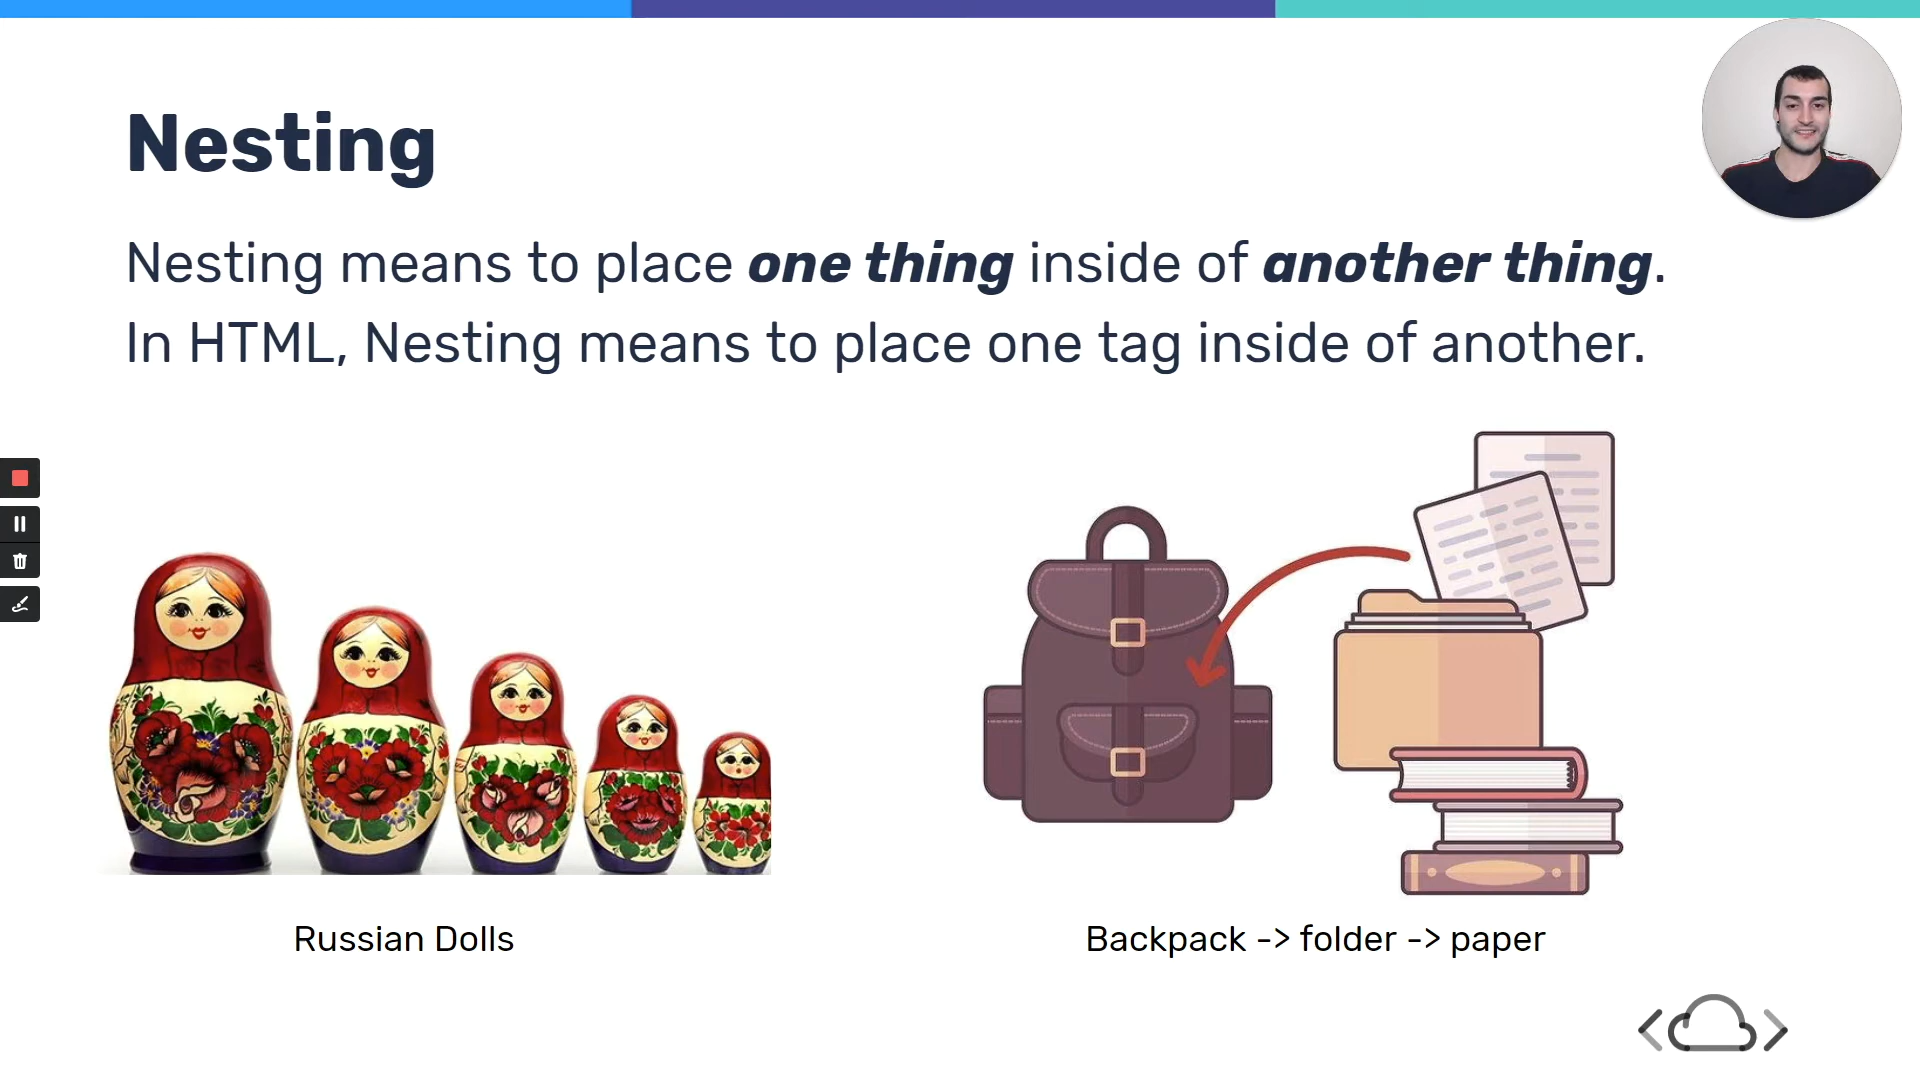 Nesting
Nesting means to place one thing inside of another thing.
In HTML, Nesting means to place one tag inside of another.
Russian Dolls
Backpack -> folder -> paper